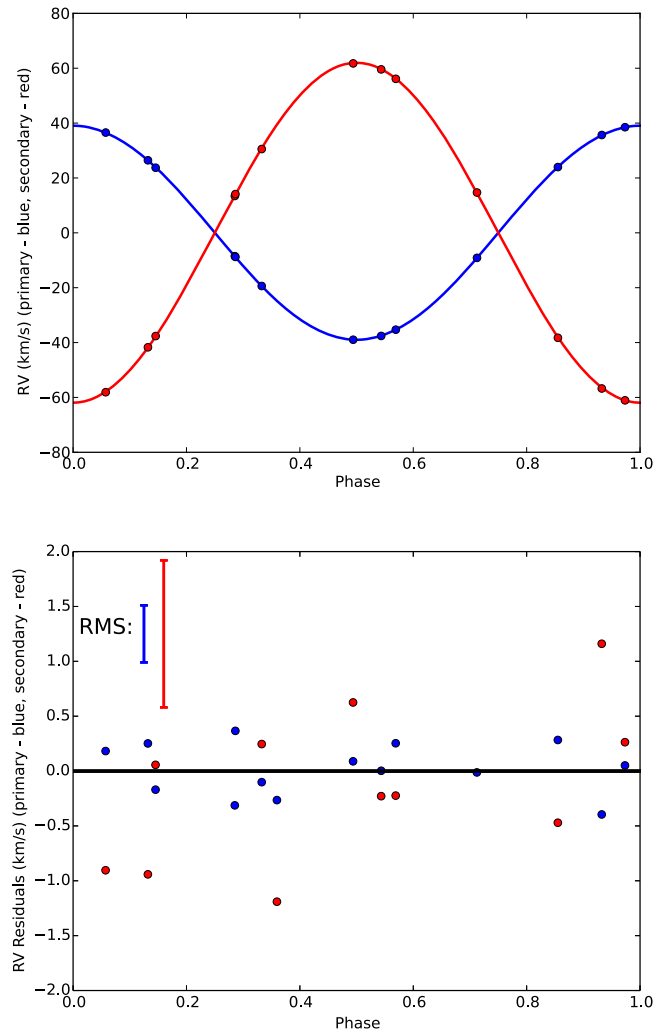 80
60
40
20
0
−20
−40
−60
−80
RV (km/s) (primary - blue, secondary - red)
0.0 0.2 0.4 0.6 0.8 1.0
Phase
2.0
1.5
1.0
0.5
0.0
−0.5
−1.0
−1.5
−2.0
RV Residuals (km/s) (primary - blue, secondary - red)
RMS:
0.0 0.2 0.4 0.6 0.8 1.0
Phase